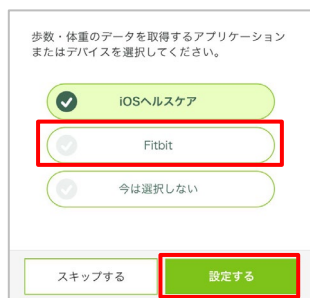 歩数・体重のデータを取得するアプリケーション
またはデバイスを選択してください。
iOSヘルスケア
Fitbit
今は選択しない
スキップする
設定する